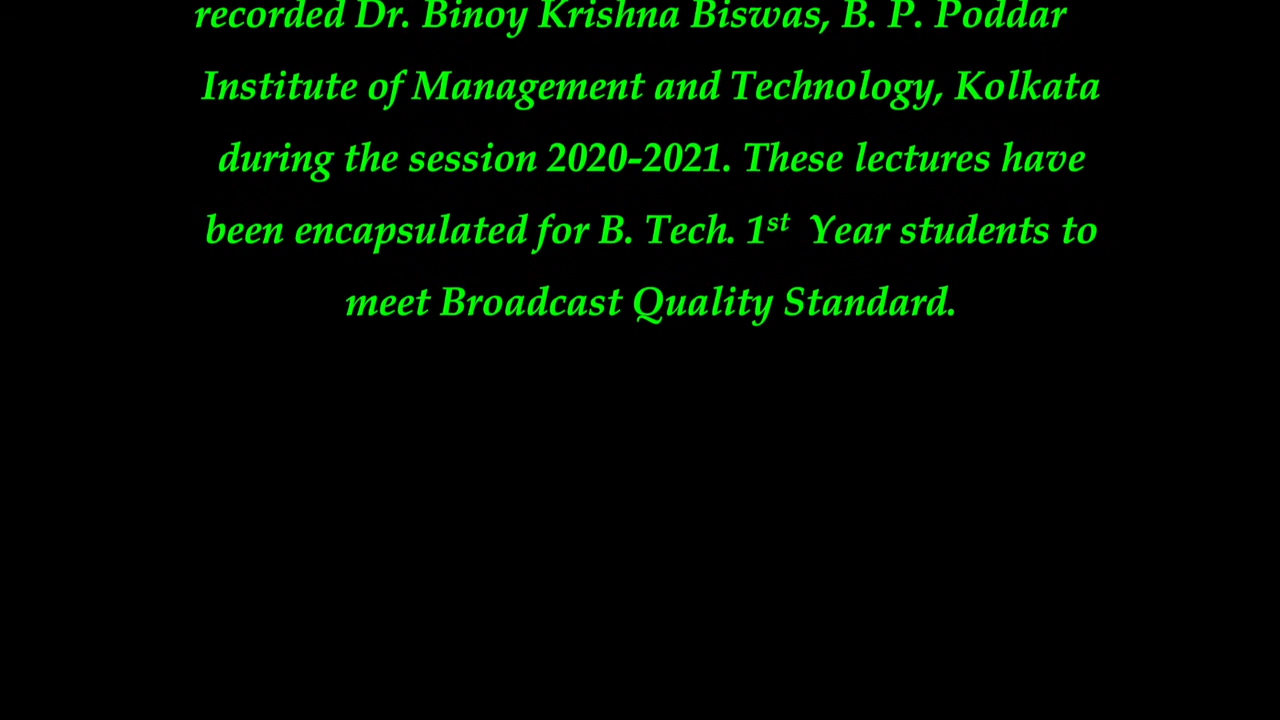 recorded Dr. Binoy Krishna Biswas, B. P. Poddar
Institute of Management and Technology, Kolkata
during the session 2020-2021. These lectures have
been encapsulated for B. Tech. 1st Year students to
meet Broadcast Quality Standard.